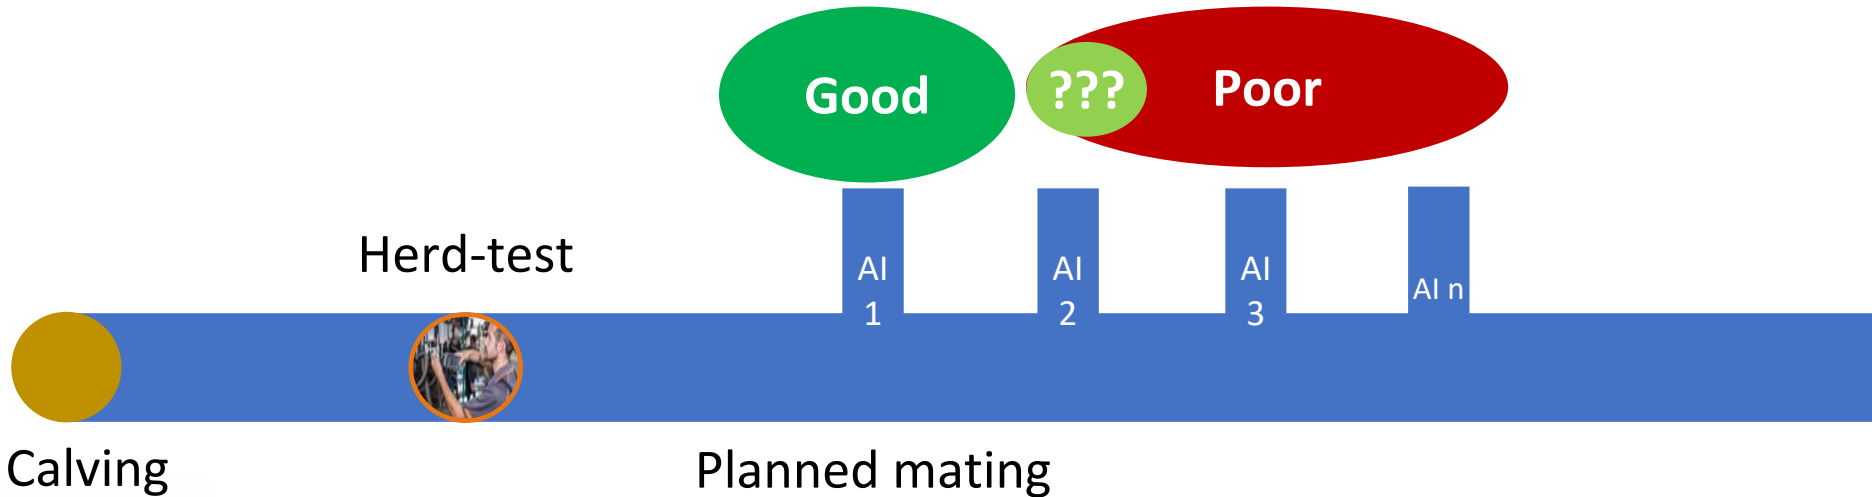 Good
???
Poor
Herd-test
AI
1
AI
2
AI
3
AI n
Calving
Planned mating